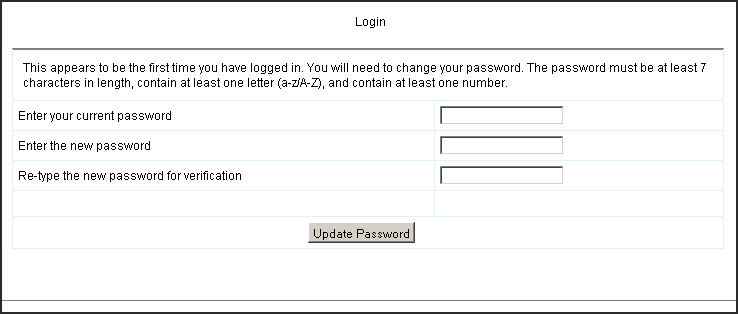 Login
This appears to be the first time you have logged in. You will need to change your password. The password must be at least 7
characters in length, contain at least one letter (a-z/A-Z), and contain at least one number.
Enter your current password
Enter the new password
Re-type the new password for verification
Update Password